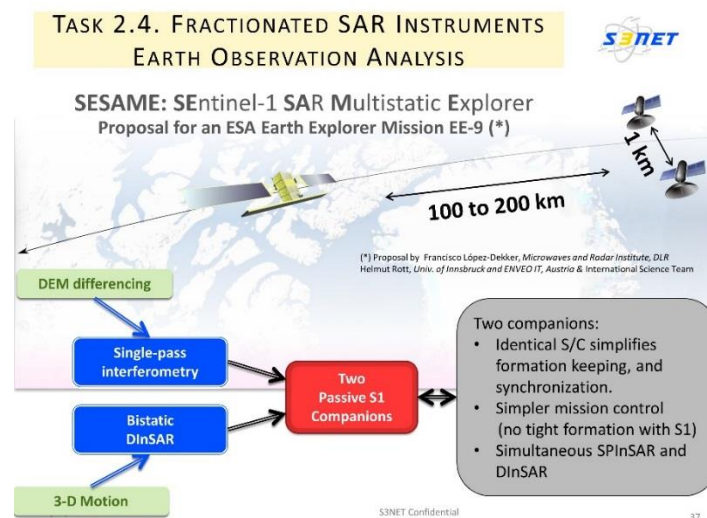 TASK 2.4. FRACTIONATED SAR INSTRUMENTS
EARTH OBSERVATION ANALYSIS
S3NET
SESAME: SEntinel-1 SAR Multistatic Explorer
Proposal for an ESA Earth Explorer Mission EE-9 (*)
1 km
100 to 200 km
(*) Proposal by Francisco López-Dekker, Microwaves and Radar Institute, DLR
Helmut Rott, Univ. of Innsbruck and ENVEO IT, Austria & International Science Team
DEM differencing
Single-pass
interferometry
Bistatic
DInSAR
3-D Motion
Two
Passive S1
Companions
Two companions:
• Identical S/C simplifies
formation keeping, and
synchronization.
• Simpler mission control
(no tight formation with S1)
• Simultaneous SPInSAR and
DInSAR
S3NET Confidential
37